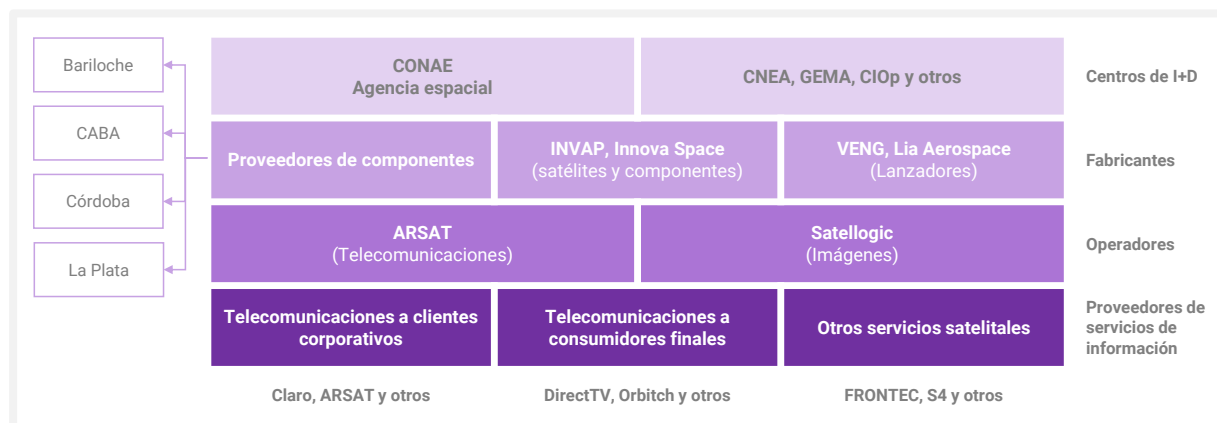 Bariloche
CABA
Córdoba
La Plata
CONAE
Agencia espacial
CNEA, GEMA, CIOp y otros
Centros de I+D
Proveedores de componentes
INVAP, Innova Space
(satélites y componentes)
VENG, Lia Aerospace
(Lanzadores)
Fabricantes
ARSAT
(Telecomunicaciones)
Satellogic
(Imágenes)
Operadores
Telecomunicaciones a clientes
corporativos
Telecomunicaciones a
consumidores finales
Otros servicios satelitales
Proveedores de
servicios de
información
Claro, ARSAT y otros
DirectTV, Orbitch y otros
FRONTEC, S4 y otros